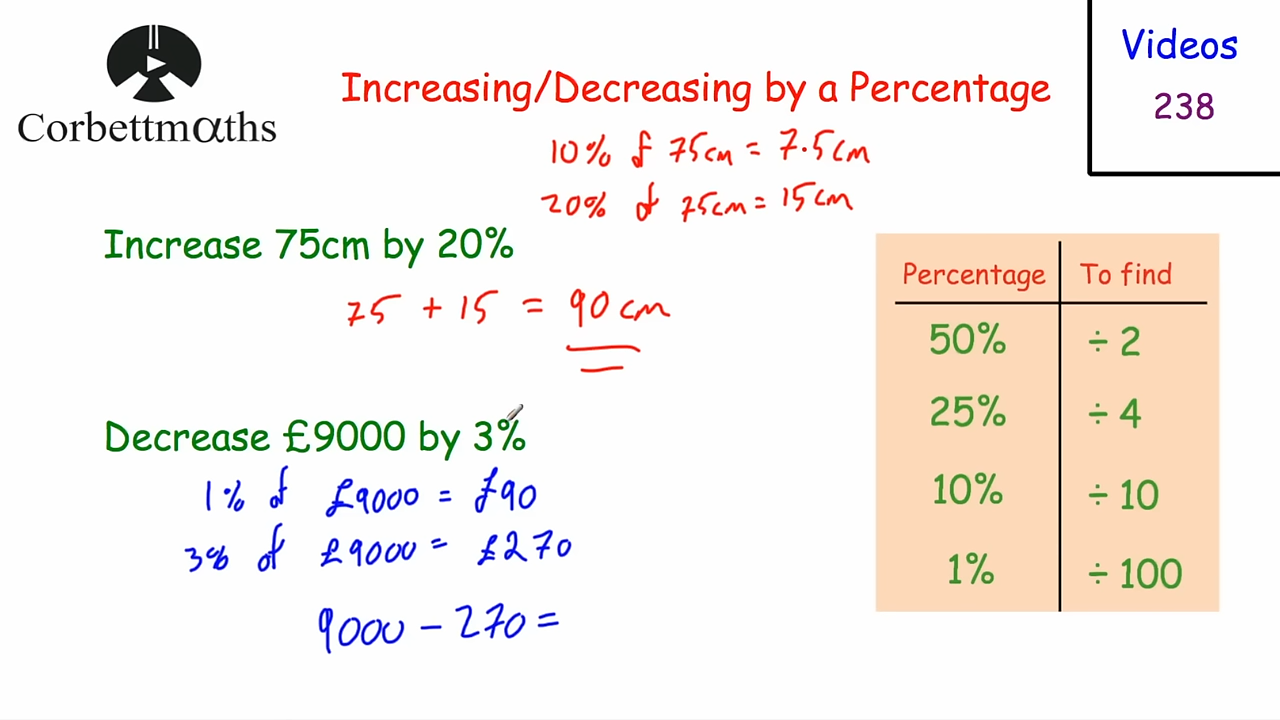 Corbettmαths
Increasing/Decreasing by a Percentage
Videos
238
10% of 75cm = 7.5cm
20% of 75cm = 15cm
Increase 75cm by 20%
75 + 15 = 90cm
Decrease £9000 by 3%
1% of £9000 = £90
3% of £9000 = £270
9000 - 270 =
Percentage To find
50% ÷ 2
25% ÷ 4
10% ÷ 10
1% ÷ 100